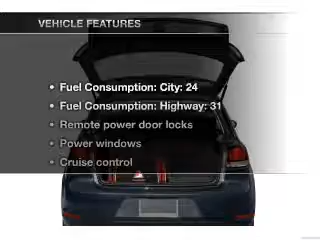 VEHICLE FEATURES
• Fuel Consumption: City: 24
• Fuel Consumption: Highway: 31
• Remote power door locks
• Power windows
• Cruise control